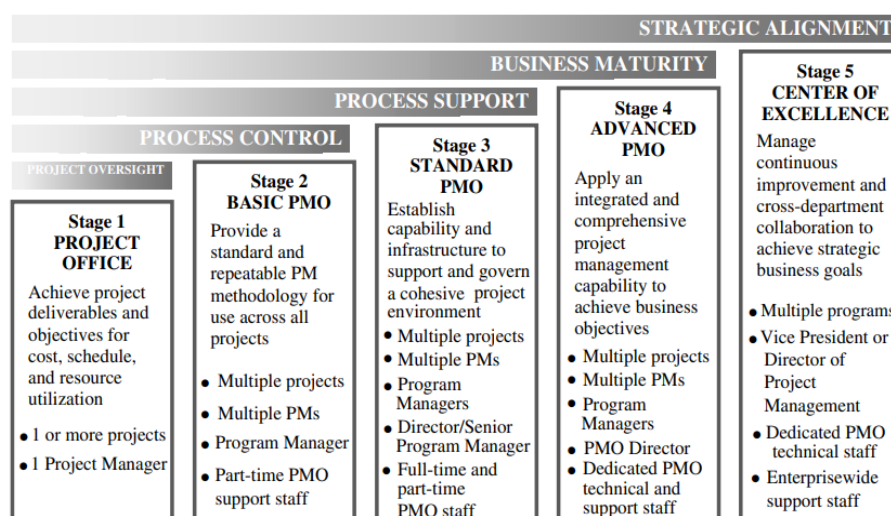 STRATEGIC ALIGNMENT
BUSINESS MATURITY
PROCESS SUPPORT
PROCESS CONTROL
PROJECT OVERSIGHT
Stage 1
PROJECT
OFFICE
Achieve project
deliverables and
objectives for
cost, schedule,
and resource
utilization
● 1 or more projects
● 1 Project Manager
Stage 2
BASIC PMO
Provide a
standard and
repeatable PM
methodology for
use across all
projects
● Multiple projects
● Multiple PMs
● Program Manager
● Part-time PMO
support staff
Stage 3
STANDARD
PMO
Establish
capability and
infrastructure to
support and govern
a cohesive project
environment
● Multiple projects
● Multiple PMs
● Program
Managers
● Director/Senior
Program Manager
● Full-time and
part-time
PMO staff
Stage 4
ADVANCED
PMO
Apply an
integrated and
comprehensive
project
management
capability to
achieve business
objectives
● Multiple projects
● Multiple PMs
● Program
Managers
● PMO Director
● Dedicated PMO
technical and
support staff
Stage 5
CENTER OF
EXCELLENCE
Manage
continuous
improvement and
cross-department
collaboration to
achieve strategic
business goals
● Multiple programs
● Vice President or
Director of
Project
Management
● Dedicated PMO
technical staff
● Enterprisewide
support staff